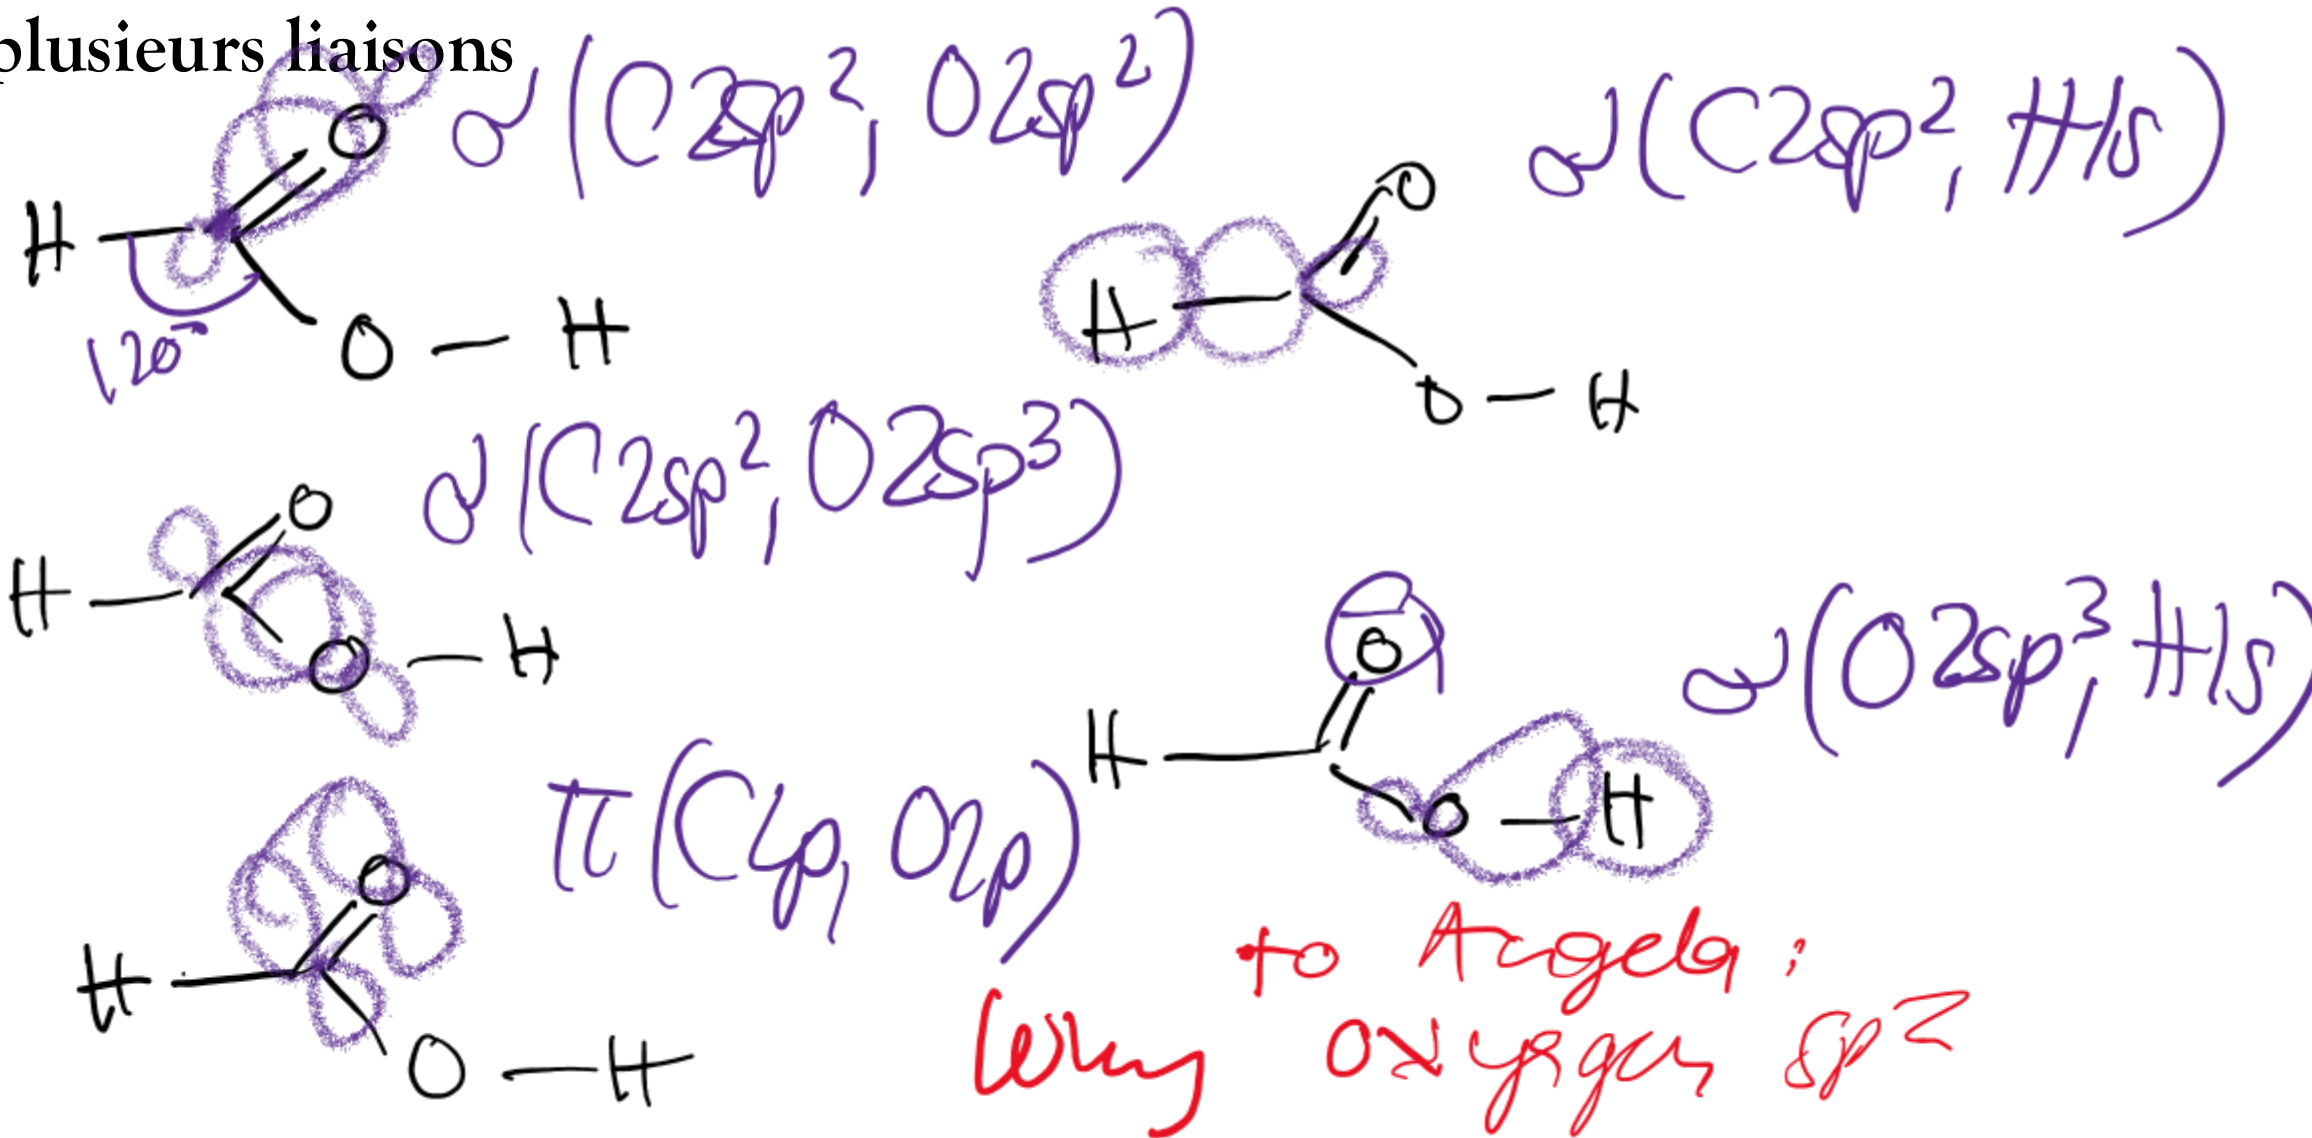 plusieurs liaisons
σ(C2sp², O2sp²)
O
H
O — H
120°
σ(C2sp², H1s)
O
H
O — H
σ(C2sp², O2sp³)
O
H
O — H
σ(O2sp³, H1s)
O
H
O — H
π(C2p, O2p)
O
H
O — H
to Angela :
Why oxygen sp²